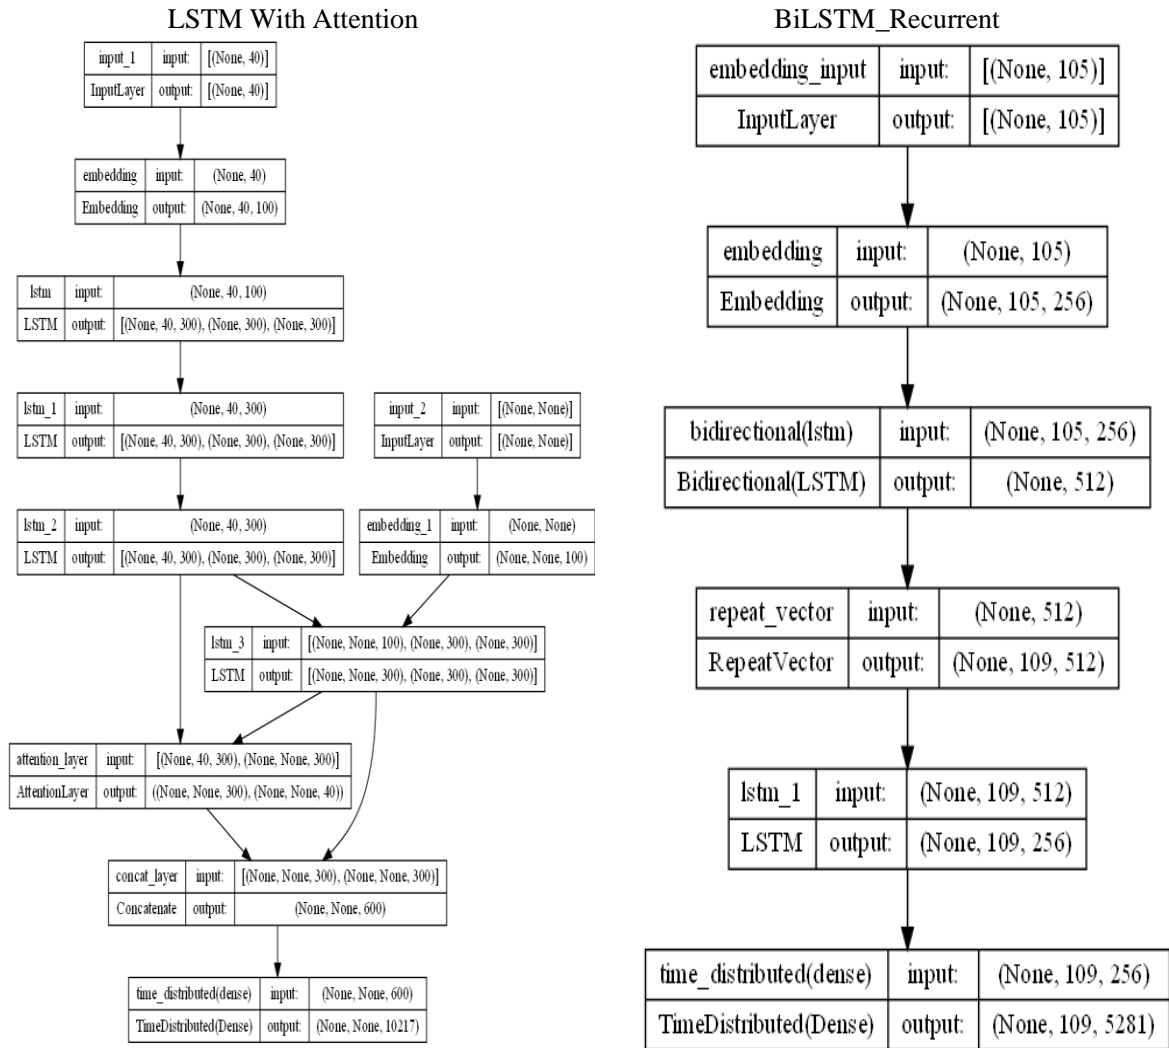 LSTM With Attention
input_1 input: [(None, 40)]
InputLayer output: [(None, 40)]
embedding input: (None, 40)
Embedding output: (None, 40, 100)
lstm input: (None, 40, 100)
LSTM output: [(None, 40, 300), (None, 300), (None, 300)]
lstm_1 input: (None, 40, 300)
LSTM output: [(None, 40, 300), (None, 300), (None, 300)]
input_2 input: [(None, None)]
InputLayer output: [(None, None)]
lstm_2 input: (None, 40, 300)
LSTM output: [(None, 40, 300), (None, 300), (None, 300)]
embedding_1 input: (None, None)
Embedding output: (None, None, 100)
lstm_3 input: [(None, None, 100), (None, 300), (None, 300)]
LSTM output: [(None, None, 300), (None, 300), (None, 300)]
attention_layer input: [(None, 40, 300), (None, None, 300)]
AttentionLayer output: ((None, None, 300), (None, None, 40))
concat_layer input: [(None, None, 300), (None, None, 300)]
Concatenate output: (None, None, 600)
time_distributed(dense) input: (None, None, 600)
TimeDistributed(Dense) output: (None, None, 10217)
BiLSTM_Recurrent
embedding_input input: [(None, 105)]
InputLayer output: [(None, 105)]
embedding input: (None, 105)
Embedding output: (None, 105, 256)
bidirectional(lstm) input: (None, 105, 256)
Bidirectional(LSTM) output: (None, 512)
repeat_vector input: (None, 512)
RepeatVector output: (None, 109, 512)
lstm_1 input: (None, 109, 512)
LSTM output: (None, 109, 256)
time_distributed(dense) input: (None, 109, 256)
TimeDistributed(Dense) output: (None, 109, 5281)